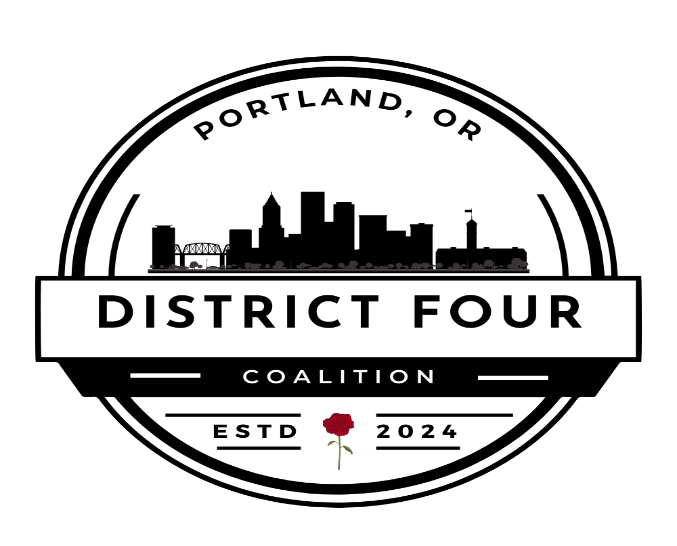 PORTLAND, OR
DISTRICT FOUR
COALITION
ESTD 2024